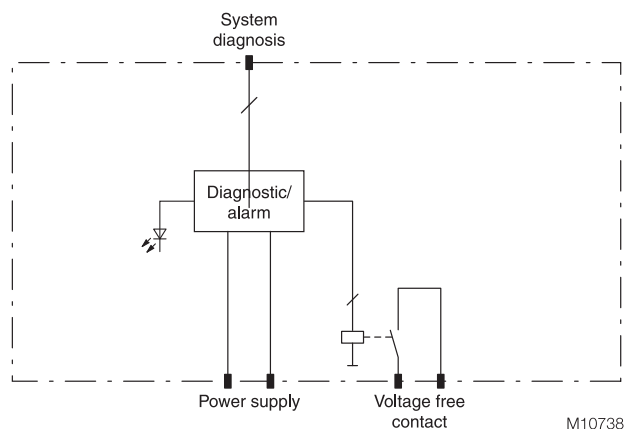 System
diagnosis
Diagnostic/
alarm
Power supply
Voltage free
contact
M10738